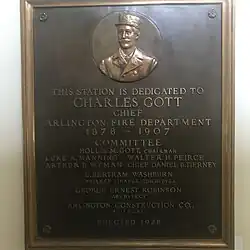 THIS STATION IS DEDICATED TO
CHARLES GOTT
CHIEF
ARLINGTON FIRE DEPARTMENT
1878 - 1907
COMMITTEE
HOLLIS M. GOTT, CHAIRMAN
LUKE A. MANNING WALTER H. PEIRCE
ARTHUR D. WYMAN CHIEF DANIEL B. TIERNEY
G. BERTRAM WASHBURN
GEORGE ERNEST ROBINSON
ARCHITECT
ARLINGTON CONSTRUCTION CO.
ERECTED 1926